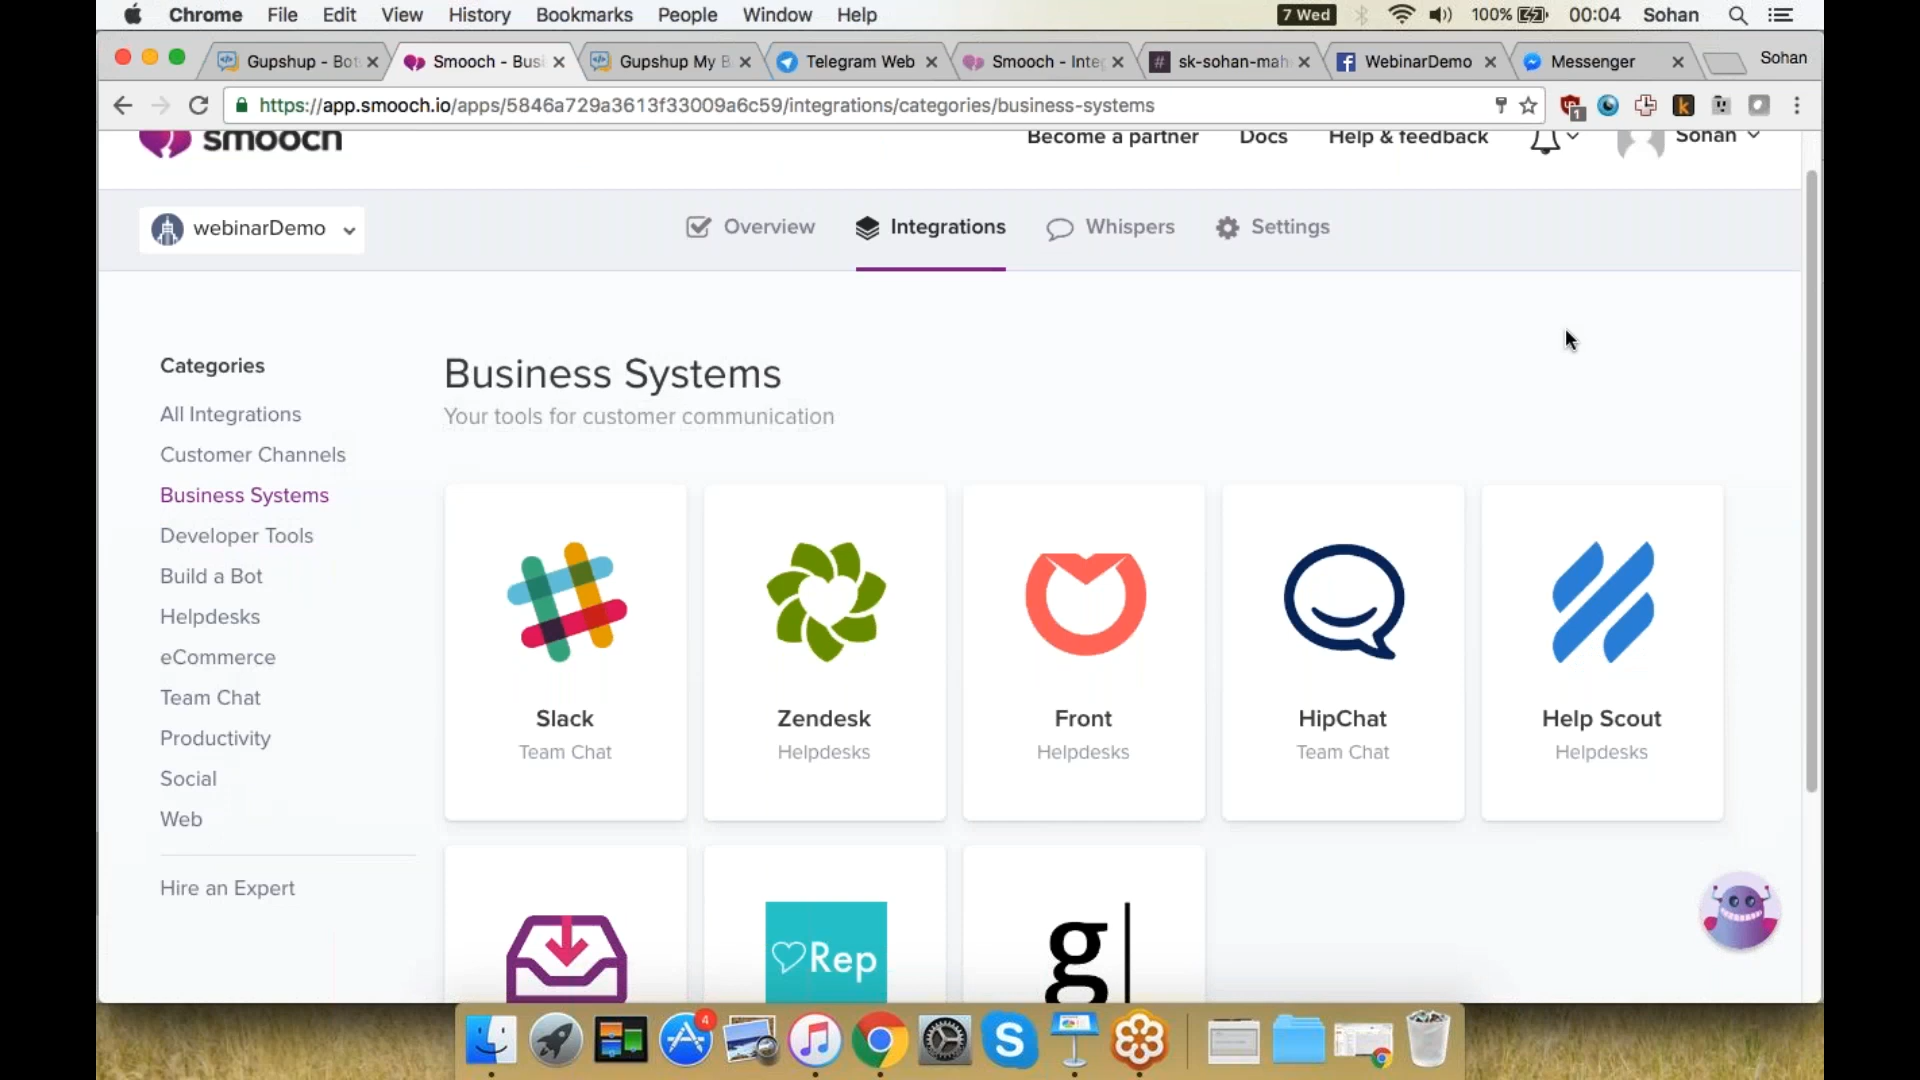 Chrome File Edit View History Bookmarks People Window Help 7 Wed 100% 00:04 Sohan
Gupshup - Bot Smooch - Busi Gupshup My B Telegram Web Smooch - Integ sk-sohan-mah WebinarDemo Messenger Sohan
https://app.smooch.io/apps/5846a729a3613f33009a6c59/integrations/categories/business-systems
smooch Become a partner Docs Help & feedback Sohan
webinarDemo Overview Integrations Whispers Settings
Categories
All Integrations
Customer Channels
Business Systems
Developer Tools
Build a Bot
Helpdesks
eCommerce
Team Chat
Productivity
Social
Web
Hire an Expert
Business Systems
Your tools for customer communication
Slack
Team Chat
Zendesk
Helpdesks
Front
Helpdesks
HipChat
Team Chat
Help Scout
Helpdesks
Rep
g
4